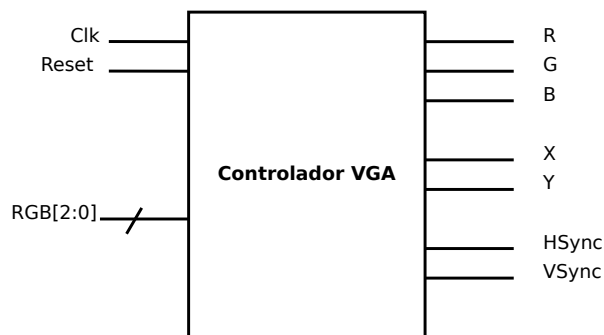 Clk
Reset
RGB[2:0]
Controlador VGA
R
G
B
X
Y
HSync
VSync